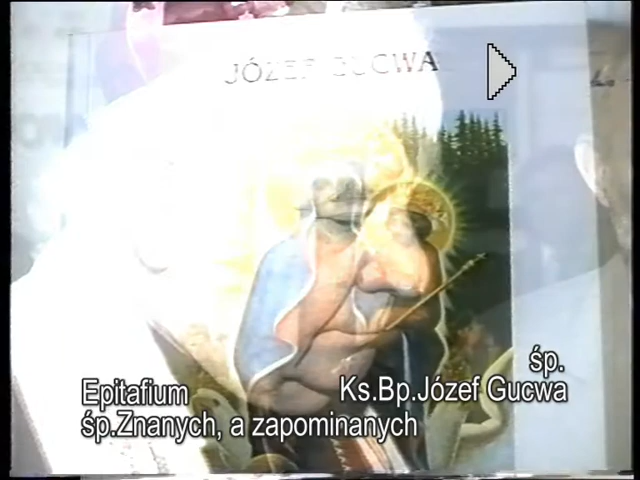 JÓZEF GUCWA
śp.
Epitafium
Ks.Bp.Józef Gucwa
śp.Znanych, a zapominanych